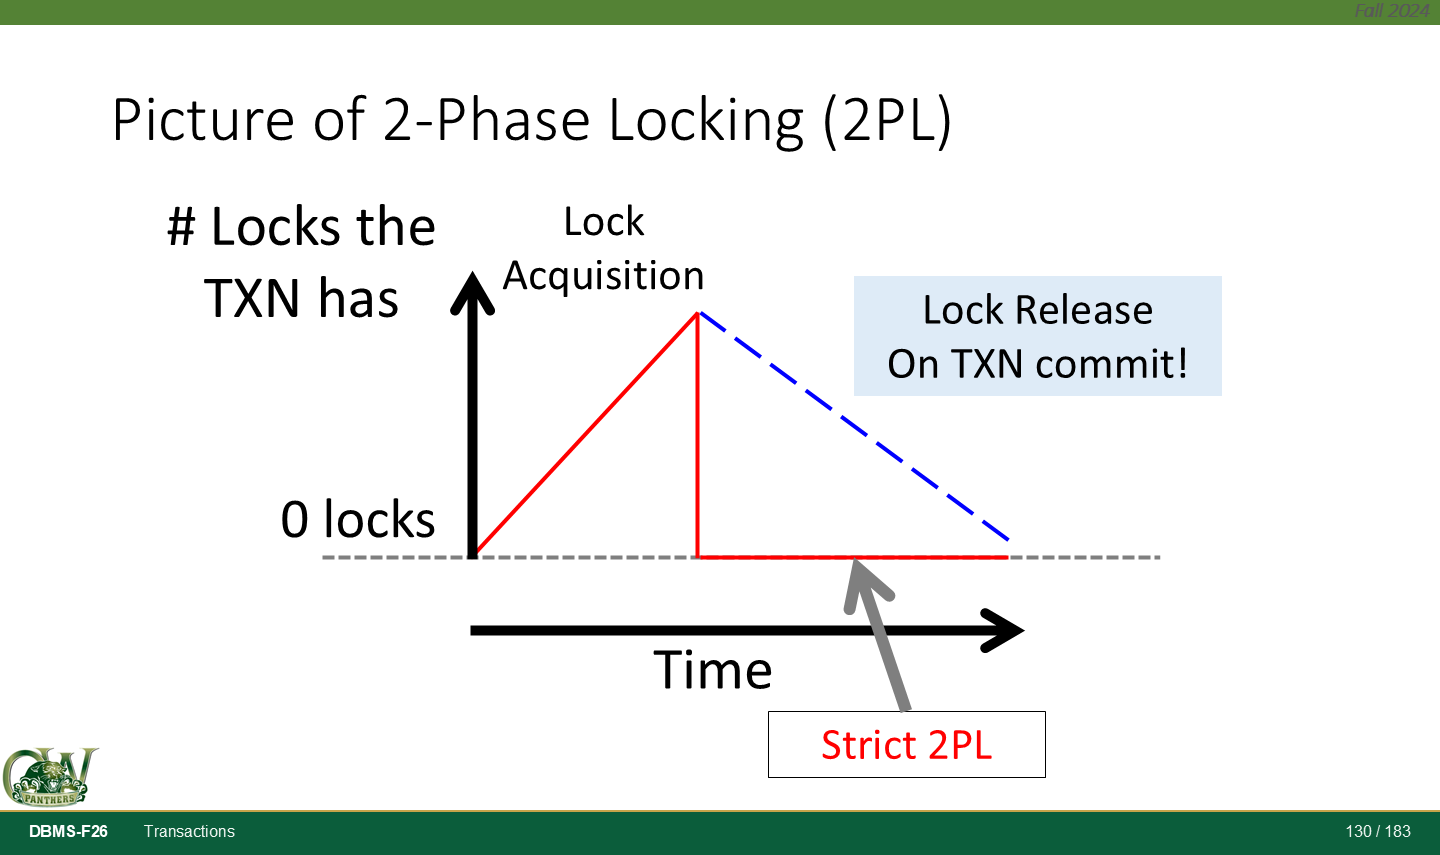 Fall 2024
Picture of 2-Phase Locking (2PL)
# Locks the
TXN has
Lock
Acquisition
Lock Release
On TXN commit!
0 locks
Time
Strict 2PL
OW
PANTHERS
DBMS-F26 Transactions 130 / 183